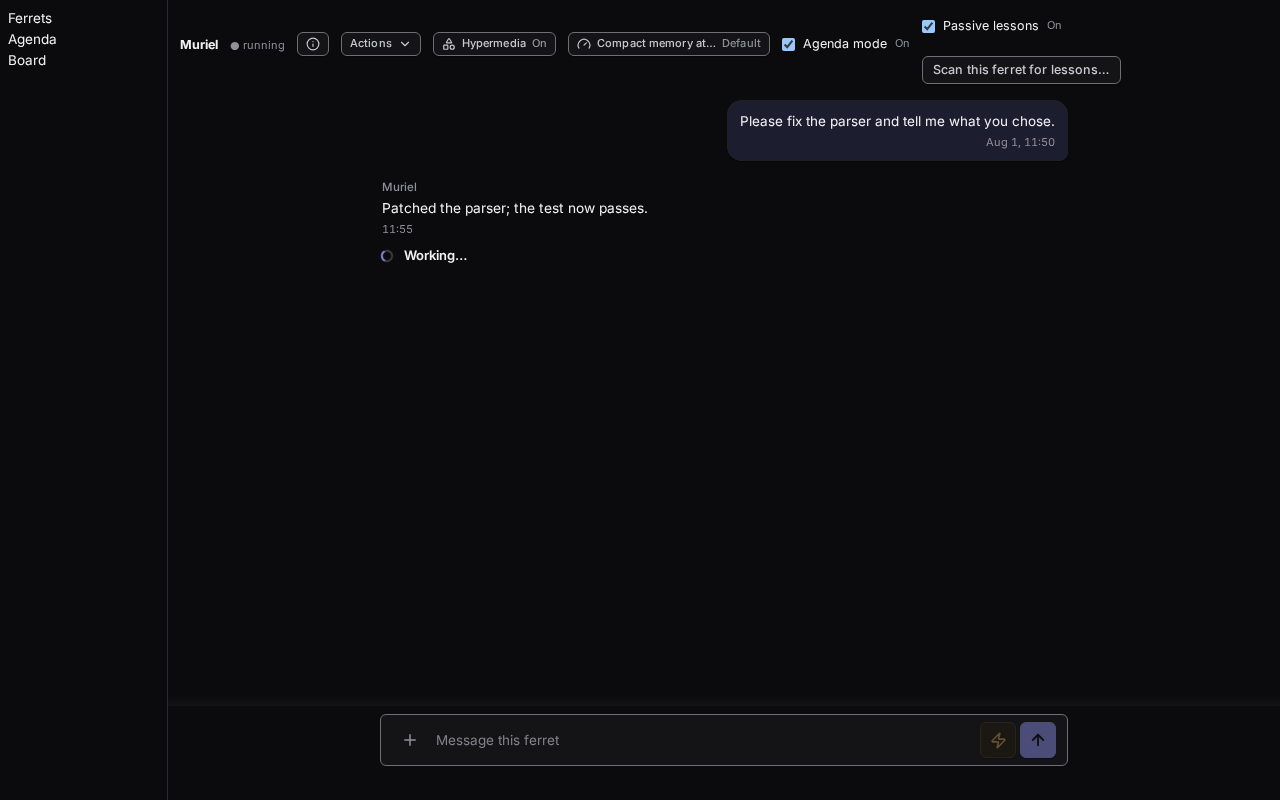 Ferrets
Agenda
Board
Muriel running Actions Hypermedia On Compact memory at… Default Agenda mode On
Passive lessons On
Scan this ferret for lessons…
Please fix the parser and tell me what you chose.
Aug 1, 11:50
Muriel
Patched the parser; the test now passes.
11:55
Working…
Message this ferret